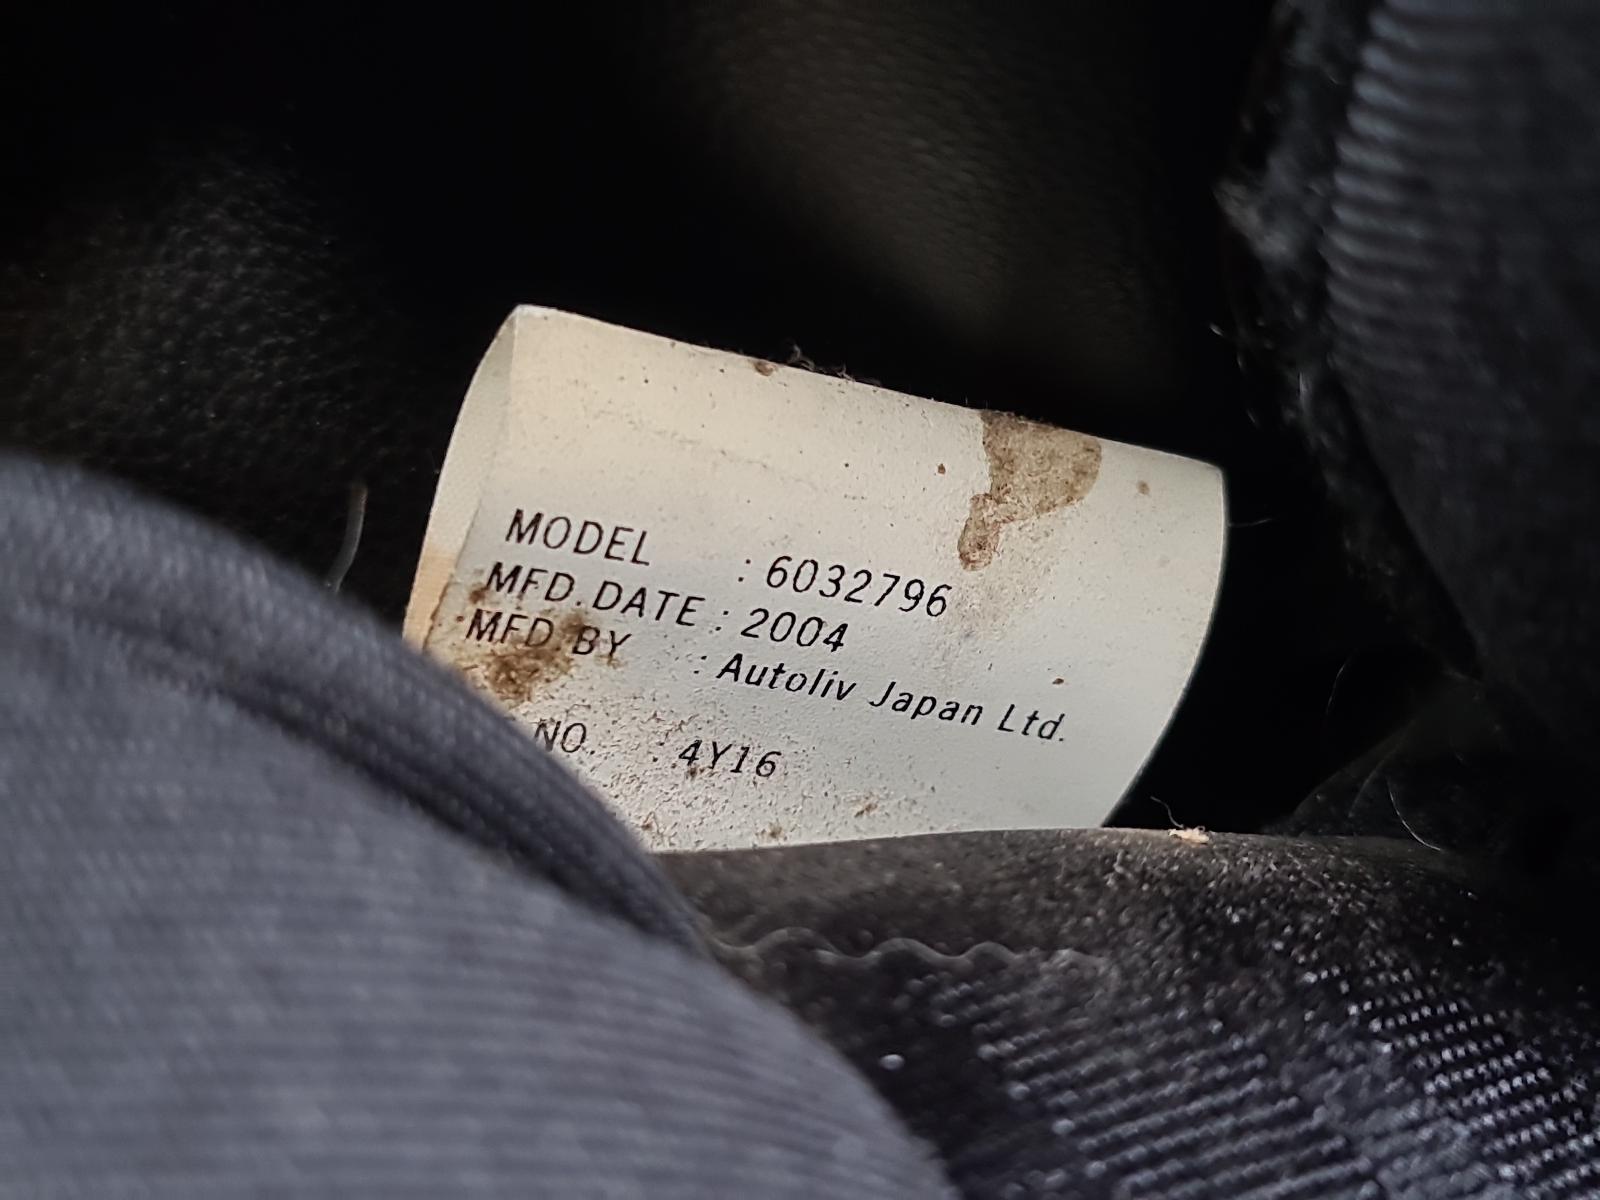 MODEL : 6032796
MFD. DATE : 2004
MFD BY : Autoliv Japan Ltd.
NO. : 4Y16